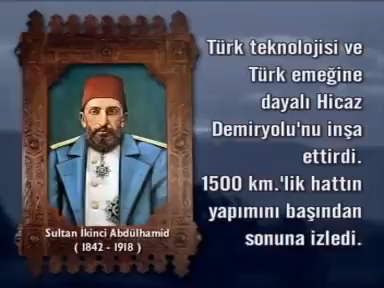 Türk teknolojisi ve
Türk emeğine
dayalı Hicaz
Demiryolu'nu inşa
ettirdi.
1500 km.'lik hattın
yapımını başından
sonuna izledi.
Sultan İkinci Abdülhamid
( 1842 - 1918 )